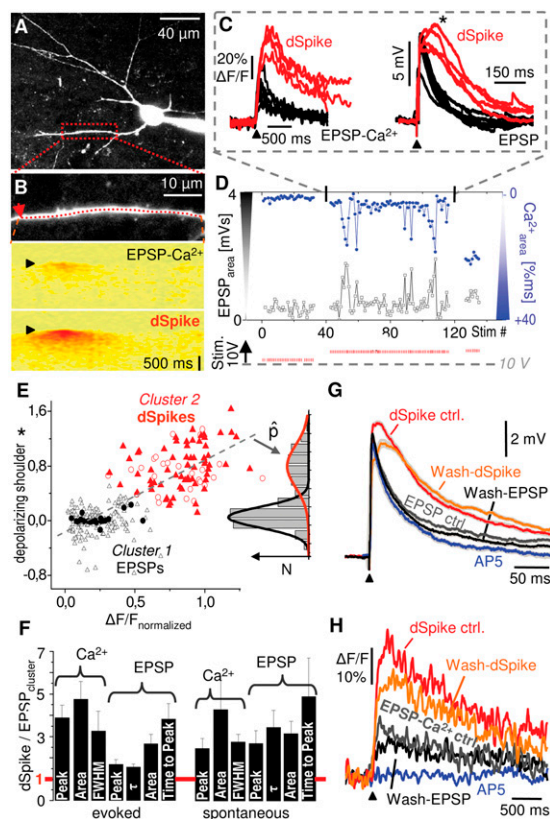 A
40 µm
B
10 µm
EPSP-Ca²⁺
dSpike
500 ms
C
dSpike
20%
ΔF/F
500 ms
EPSP-Ca²⁺
*
dSpike
5 mV
150 ms
EPSP
D
4
EPSP area [mVs]
0
-0
Ca²⁺ area [%ms]
+40
0 40 80 120 Stim #
Stim.
10V
10 V
E
depolarizing shoulder *
1,6
0,8
0,0
-0,8
Cluster 2
dSpikes
Cluster 1
EPSPs
0,0 0,5 1,0
ΔF/F normalized
p̂
N
F
dSpike / EPSP cluster
7
5
3
1
0
Ca²⁺
EPSP
Ca²⁺
EPSP
Peak
Area
FWHM
Peak
τ
Area
Time to Peak
Peak
Area
FWHM
Peak
τ
Area
Time to Peak
evoked
spontaneous
G
dSpike ctrl.
2 mV
Wash-dSpike
Wash-EPSP
EPSP ctrl.
AP5
50 ms
H
ΔF/F
10%
dSpike ctrl.
Wash-dSpike
EPSP-Ca²⁺ ctrl.
AP5
Wash-EPSP
500 ms